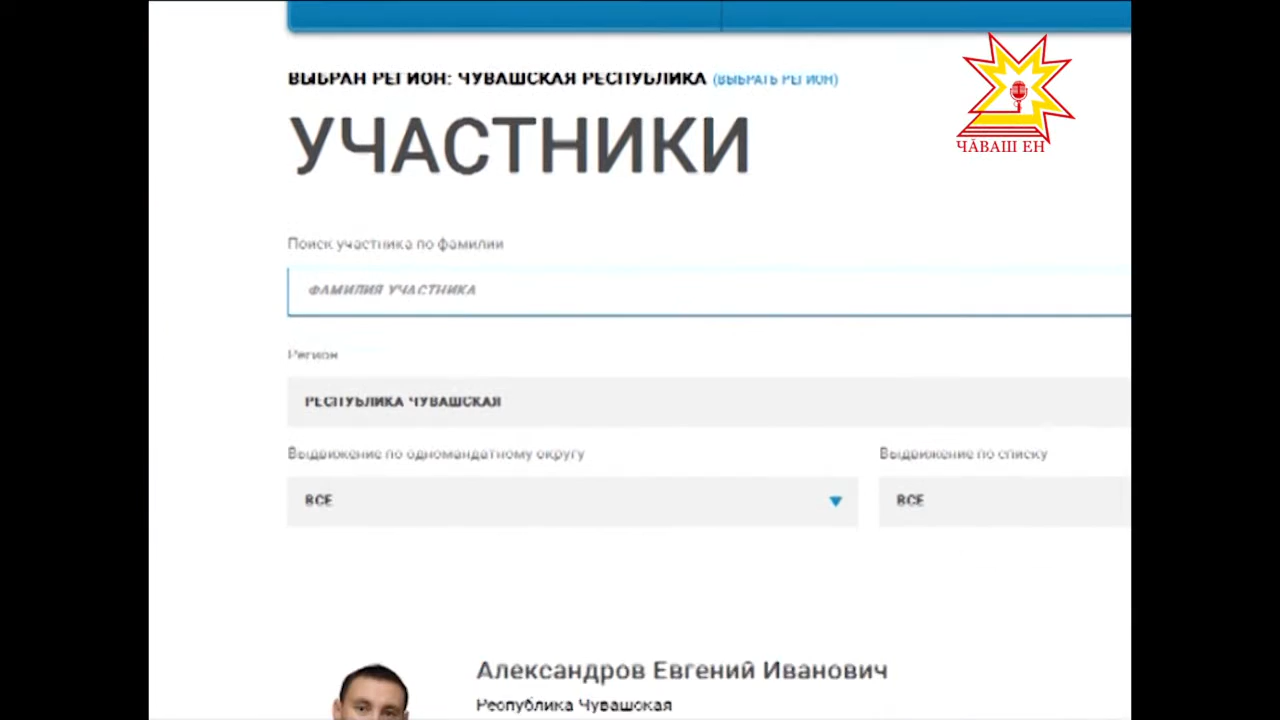 ВЫБРАН РЕГИОН: ЧУВАШСКАЯ РЕСПУБЛИКА (ВЫБРАТЬ РЕГИОН)
ЧӐВАШ ЕН
УЧАСТНИКИ
Поиск участника по фамилии
ФАМИЛИЯ УЧАСТНИКА
Регион
РЕСПУБЛИКА ЧУВАШСКАЯ
Выдвижение по одномандатному округу
Выдвижение по списку
ВСЕ
ВСЕ
Александров Евгений Иванович
Республика Чувашская